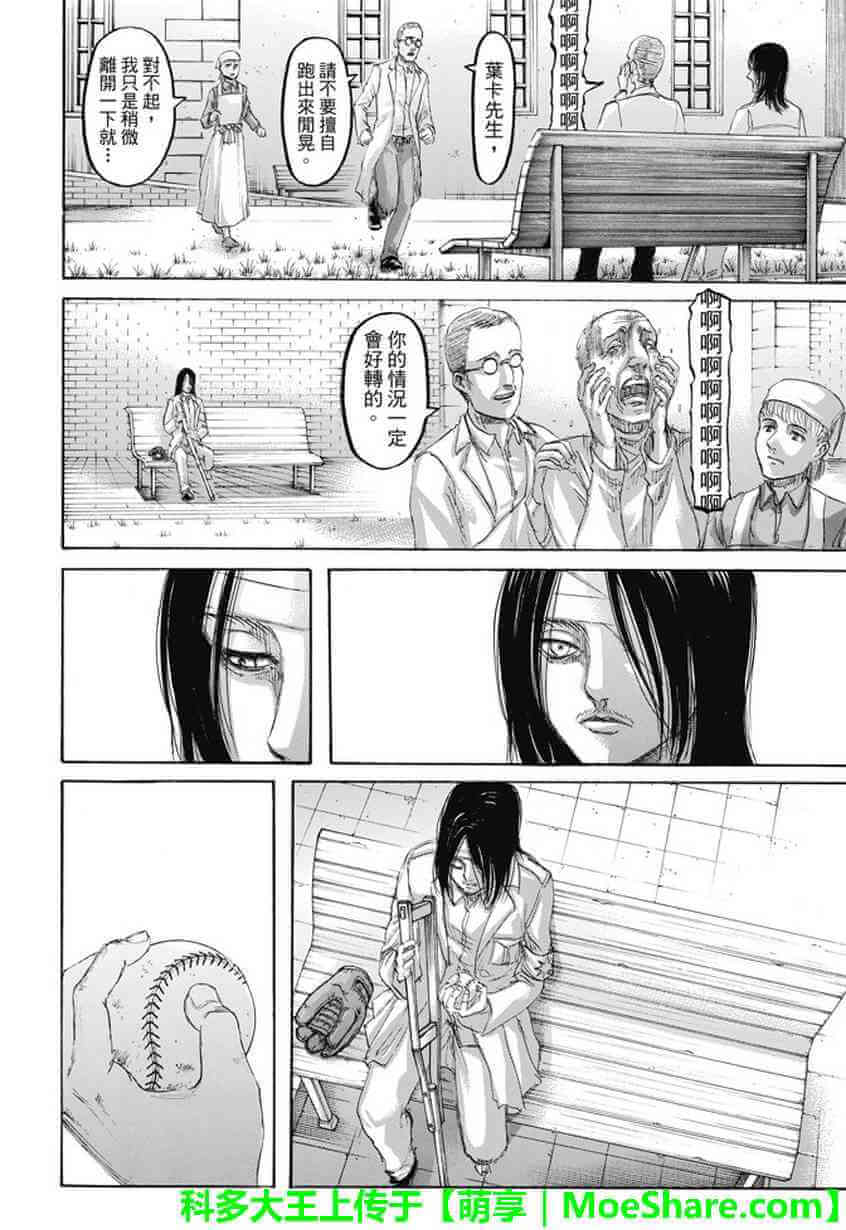 啊啊啊啊啊啊啊
葉卡先生，
請不要擅自
跑出來閒晃。
對不起，
我只是稍微
離開一下就…
啊啊啊啊啊啊啊啊啊啊
你的情況一定
會好轉的。
科多大王上传于【萌享｜MoeShare.com】